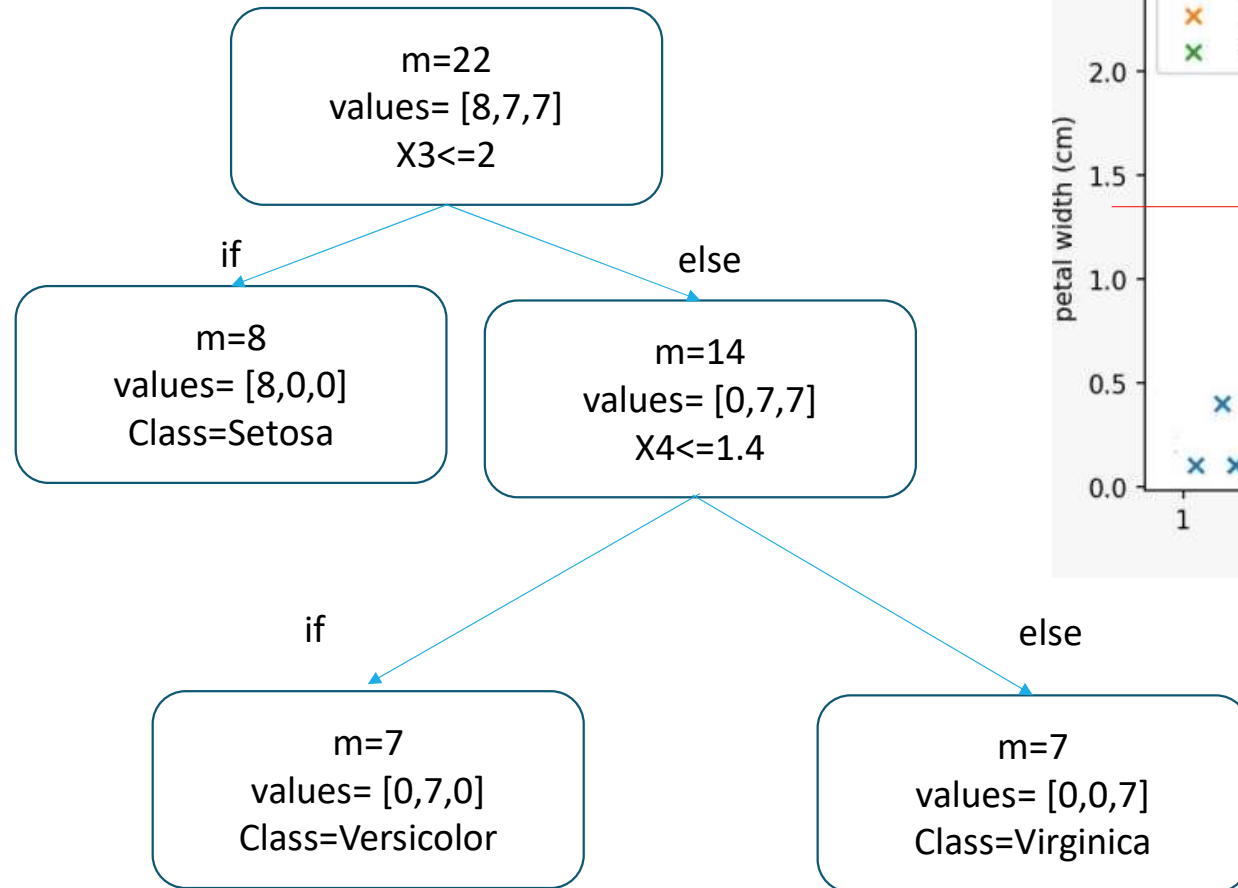 m=22
values= [8,7,7]
X3<=2
if
else
m=8
values= [8,0,0]
Class=Setosa
m=14
values= [0,7,7]
X4<=1.4
if
else
m=7
values= [0,7,0]
Class=Versicolor
m=7
values= [0,0,7]
Class=Virginica
petal width (cm)
2.0
1.5
1.0
0.5
0.0
1